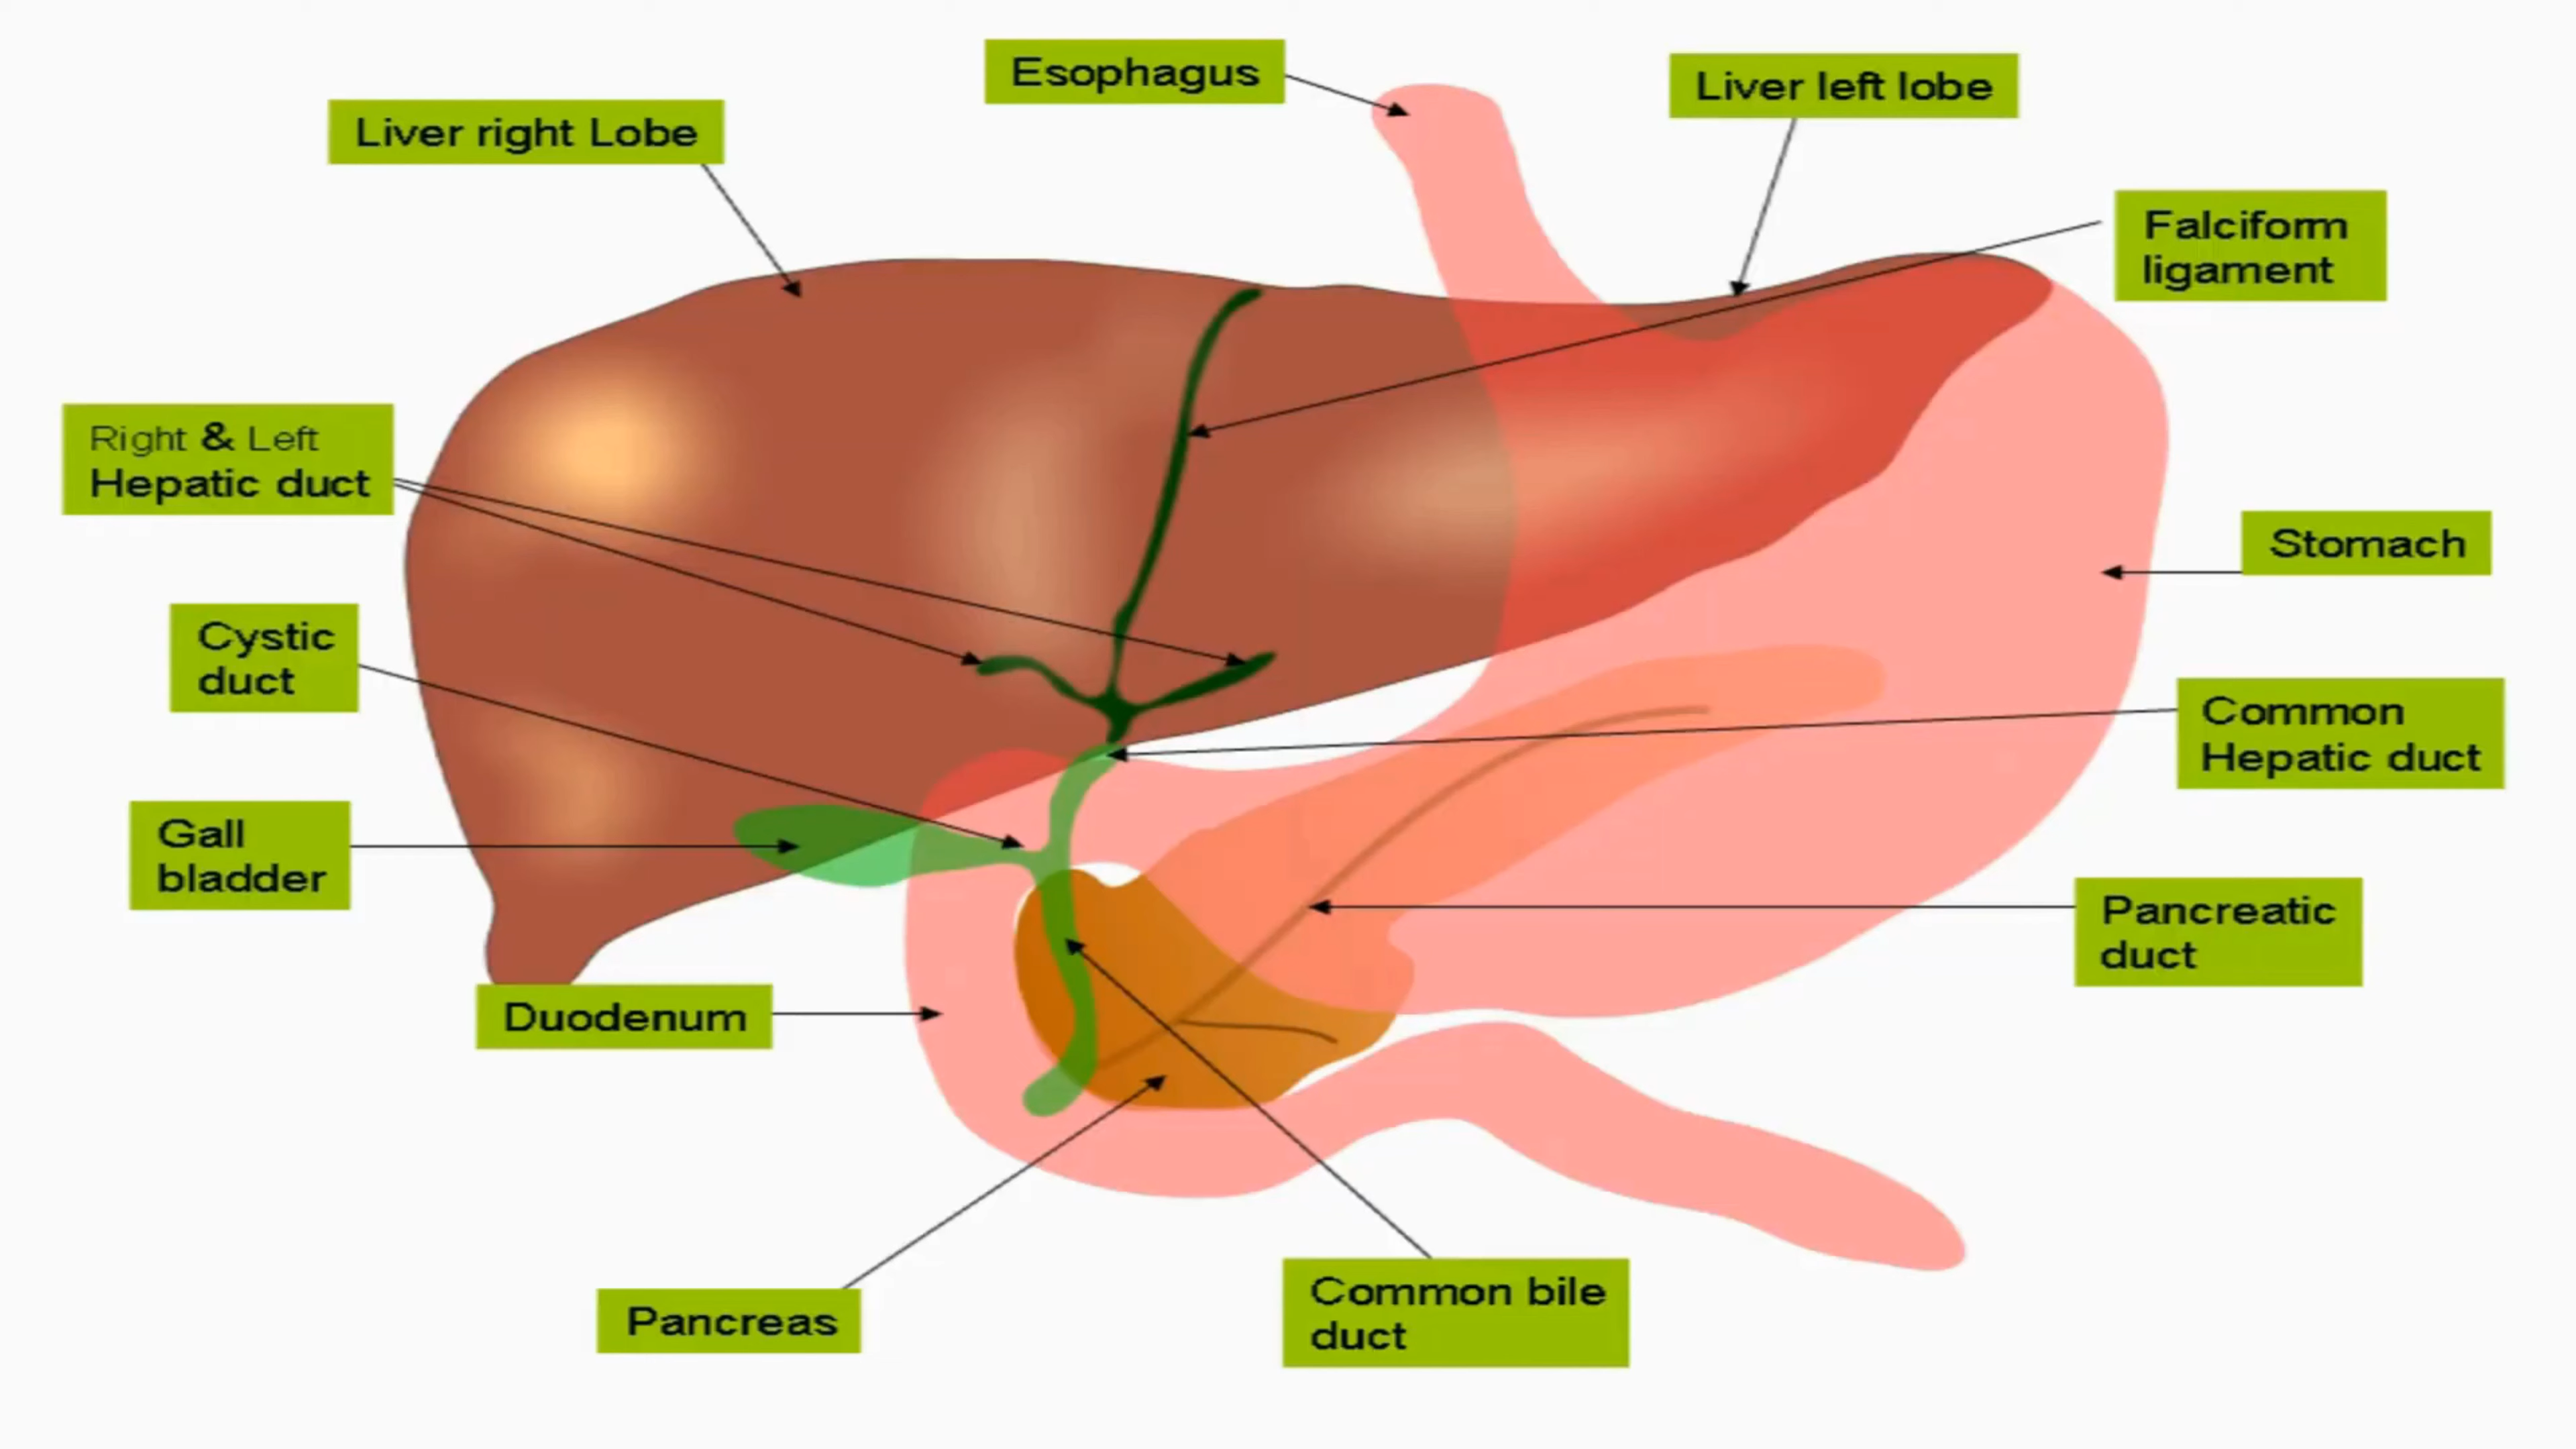 Esophagus
Liver left lobe
Liver right Lobe
Falciform
ligament
Right & Left
Hepatic duct
Stomach
Cystic
duct
Common
Hepatic duct
Gall
bladder
Pancreatic
duct
Duodenum
Common bile
duct
Pancreas